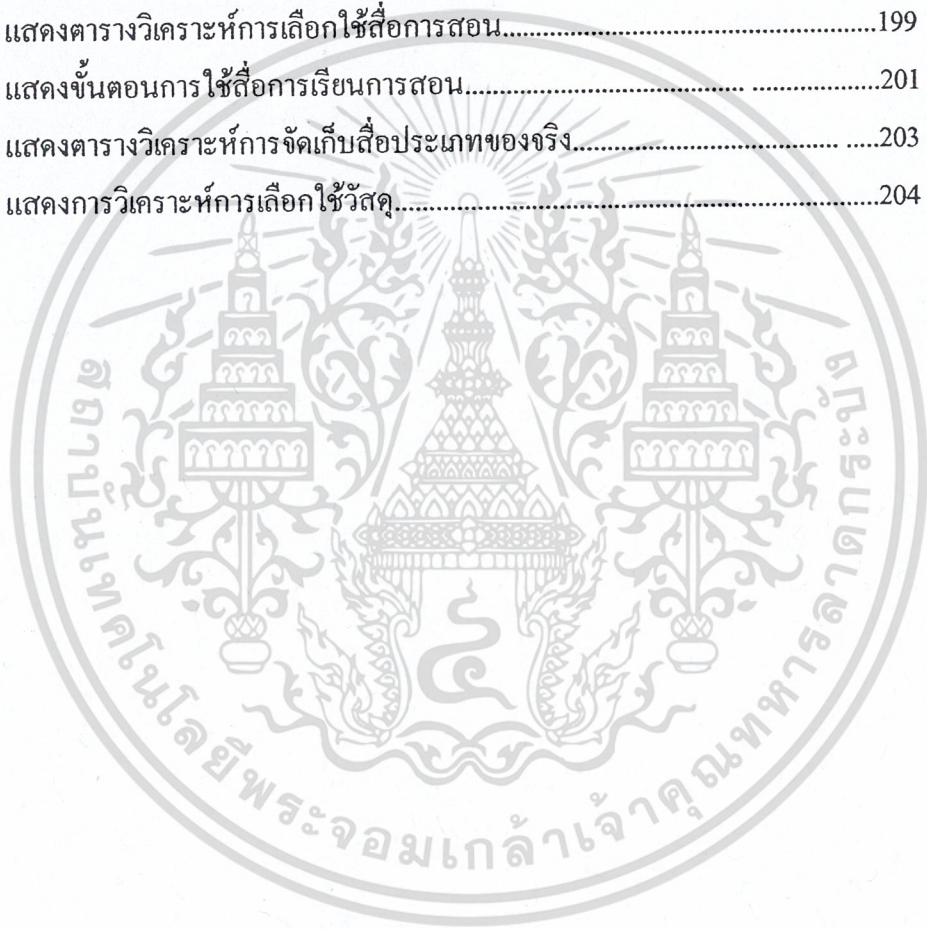 แสดงตารางวิเคราะห์การเลือกใช้สื่อการสอน....................................................199
แสดงขั้นตอนการใช้สื่อการเรียนการสอน........................................ ..................201
แสดงตารางวิเคราะห์การจัดเก็บสื่อประเภทของจริง..................................... .....203
แสดงการวิเคราะห์การเลือกใช้วัสดุ...................................................................204
สถาบันเทคโนโลยีพระจอมเกล้าเจ้าคุณทหารลาดกระบัง